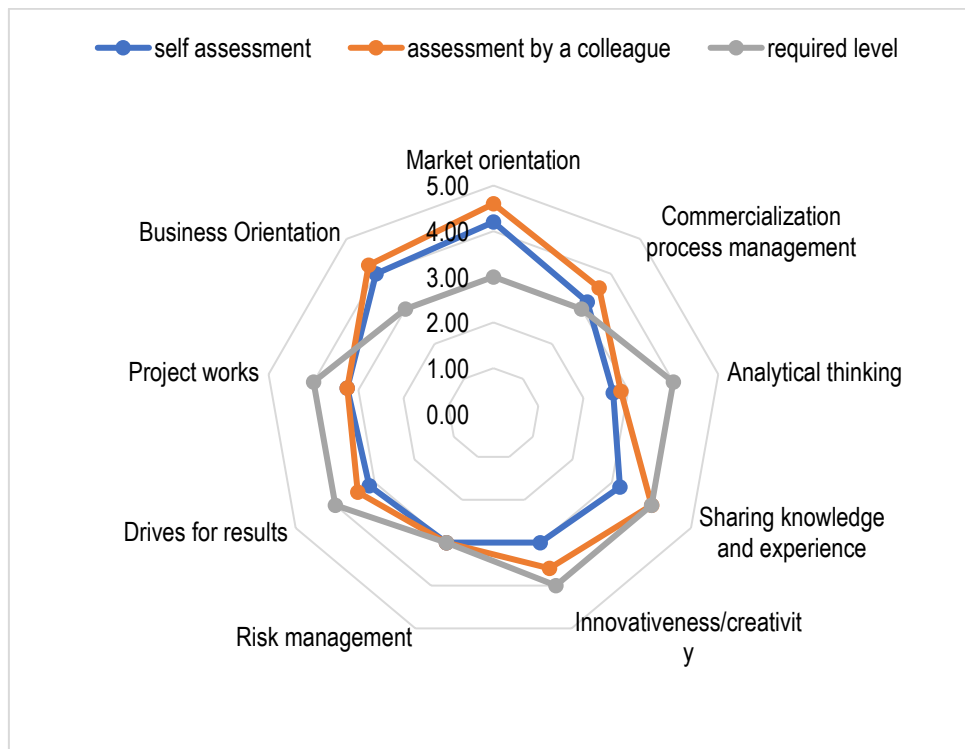 self assessment
assessment by a colleague
required level
Market orientation
5.00
4.00
3.00
2.00
1.00
0.00
Commercialization
process management
Analytical thinking
Sharing knowledge
and experience
Innovativeness/creativit
y
Risk management
Drives for results
Project works
Business Orientation